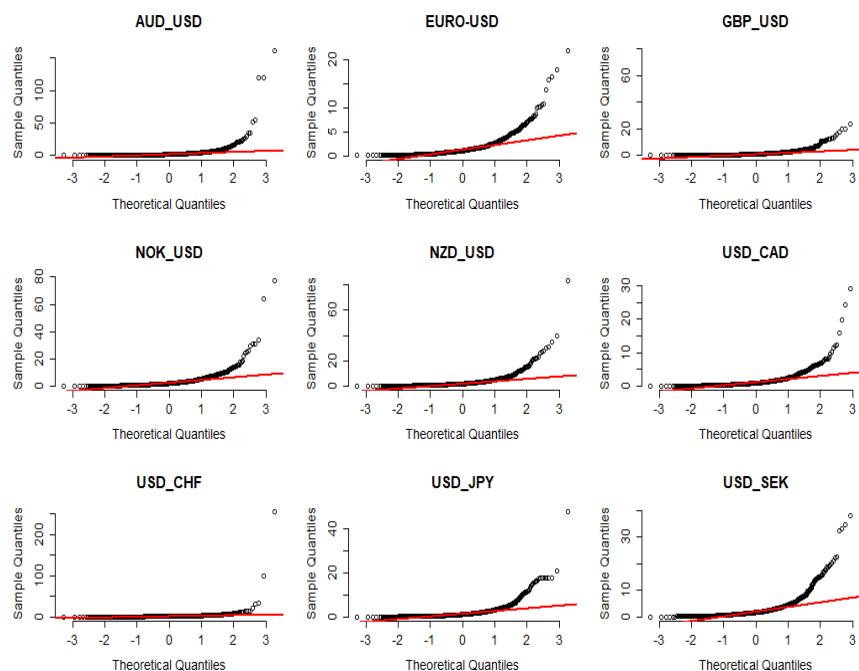 AUD_USD
Sample Quantiles
0 50 100
-3 -2 -1 0 1 2 3
Theoretical Quantiles
EURO-USD
Sample Quantiles
0 5 10 20
-3 -2 -1 0 1 2 3
Theoretical Quantiles
GBP_USD
Sample Quantiles
0 20 60
-3 -2 -1 0 1 2 3
Theoretical Quantiles
NOK_USD
Sample Quantiles
0 20 40 60 80
-3 -2 -1 0 1 2 3
Theoretical Quantiles
NZD_USD
Sample Quantiles
0 20 60
-3 -2 -1 0 1 2 3
Theoretical Quantiles
USD_CAD
Sample Quantiles
0 5 10 20 30
-3 -2 -1 0 1 2 3
Theoretical Quantiles
USD_CHF
Sample Quantiles
0 50 100 200
-3 -2 -1 0 1 2 3
Theoretical Quantiles
USD_JPY
Sample Quantiles
0 20 40
-3 -2 -1 0 1 2 3
Theoretical Quantiles
USD_SEK
Sample Quantiles
0 10 30
-3 -2 -1 0 1 2 3
Theoretical Quantiles